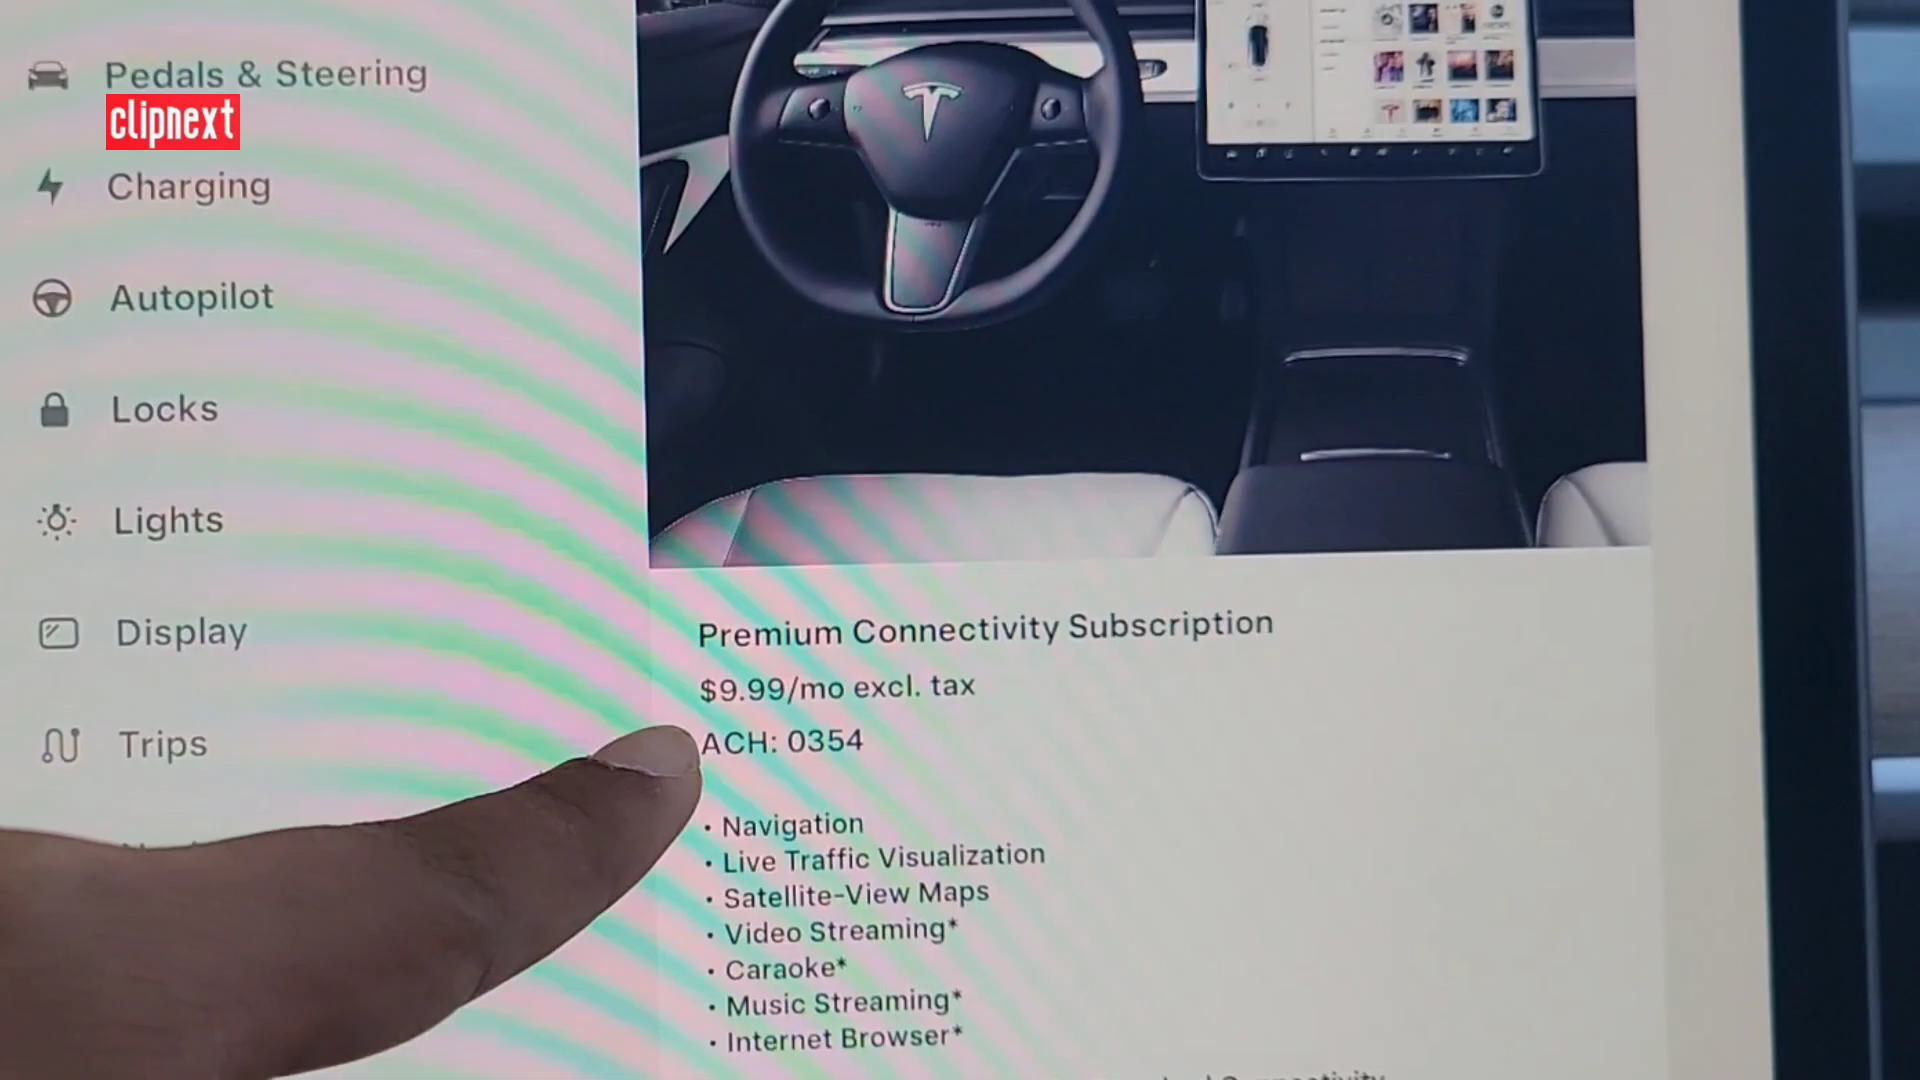 Pedals & Steering
clipnext
Charging
Autopilot
Locks
Lights
Display
Trips
Premium Connectivity Subscription
$9.99/mo excl. tax
ACH: 0354
• Navigation
• Live Traffic Visualization
• Satellite-View Maps
• Video Streaming*
• Caraoke*
• Music Streaming*
• Internet Browser*